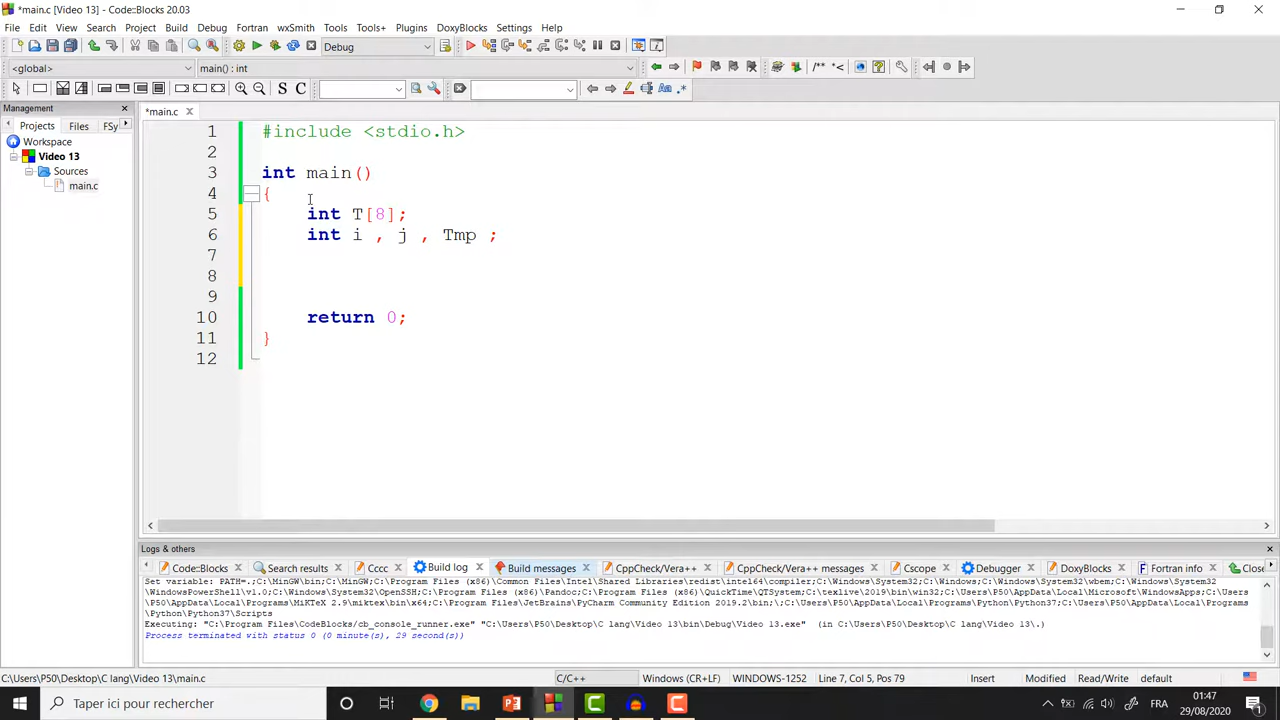 *main.c [Video 13] - Code::Blocks 20.03
File Edit View Search Project Build Debug Fortran wxSmith Tools Tools+ Plugins DoxyBlocks Settings Help
Debug
<global> main() : int
S C
Management
Projects Files FSy
Workspace
Video 13
Sources
main.c
*main.c
1 #include <stdio.h>
2
3 int main()
4 {
5 int T[8];
6 int i , j , Tmp ;
7
8
9
10 return 0;
11 }
12
Logs & others
Code::Blocks Search results Cccc Build log Build messages CppCheck/Vera++ CppCheck/Vera++ messages Cscope Debugger DoxyBlocks Fortran info Close
Set variable: PATH=.;C:\MinGW\bin;C:\MinGW;C:\Program Files (x86)\Common Files\Intel\Shared Libraries\redist\intel64\compiler;C:\Windows\System32;C:\Windows;C:\Windows\System32\wbem;C:\Windows\System32
\WindowsPowerShell\v1.0;C:\Windows\System32\OpenSSH;C:\Program Files (x86)\Pandoc;C:\Program Files (x86)\QuickTime\QTSystem;C:\texlive\2019\bin\win32;C:\Users\P50\AppData\Local\Microsoft\WindowsApps;C:\Users
\P50\AppData\Local\Programs\MiKTeX 2.9\miktex\bin\x64;C:\Program Files\JetBrains\PyCharm Community Edition 2019.2\bin;;C:\Users\P50\AppData\Local\Programs\Python\Python37;C:\Users\P50\AppData\Local\Programs
\Python\Python37\Scripts
Executing: "C:\Program Files\CodeBlocks/cb_console_runner.exe" "C:\Users\P50\Desktop\C lang\Video 13\bin\Debug\Video 13.exe" (in C:\Users\P50\Desktop\C lang\Video 13\.)
Process terminated with status 0 (0 minute(s), 29 second(s))
C:\Users\P50\Desktop\C lang\Video 13\main.c C/C++ Windows (CR+LF) WINDOWS-1252 Line 7, Col 5, Pos 79 Insert Read/Write default
Taper ici pour rechercher
FRA
01:47
29/08/2020